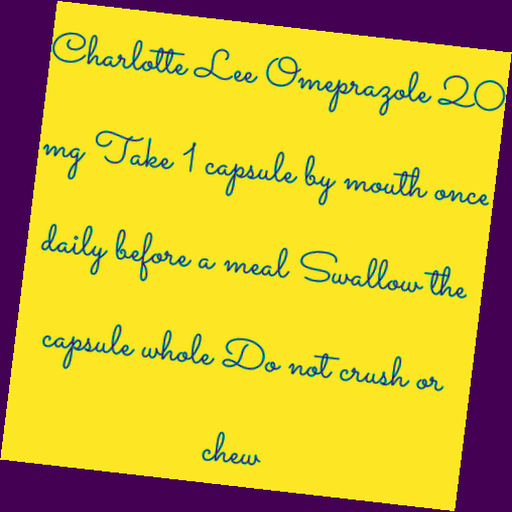 Charlotte Lee Omeprazole 20
mg Take 1 capsule by mouth once
daily before a meal Swallow the
capsule whole Do not crush or
chew